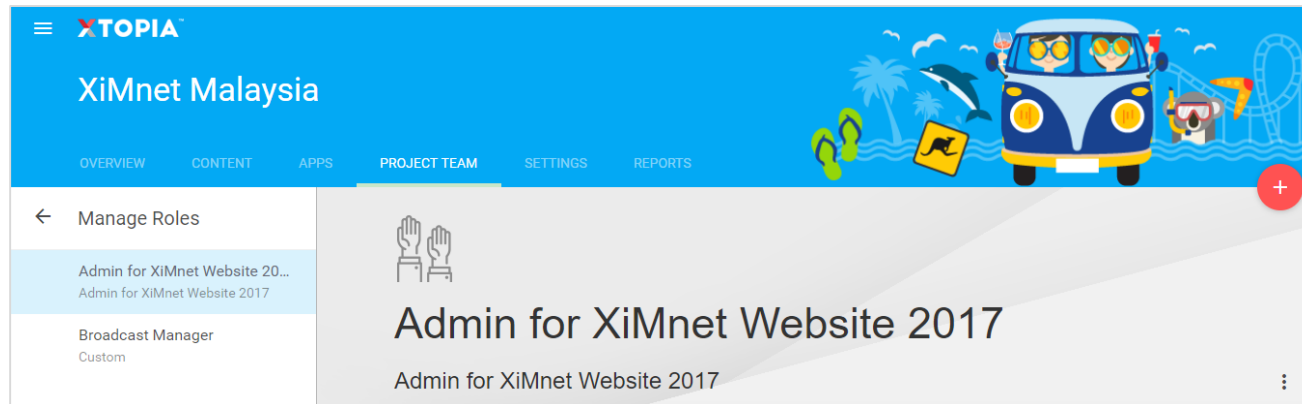 XTOPIA™
XiMnet Malaysia
OVERVIEW CONTENT APPS PROJECT TEAM SETTINGS REPORTS
Manage Roles
Admin for XiMnet Website 20...
Admin for XiMnet Website 2017
Broadcast Manager
Custom
Admin for XiMnet Website 2017
Admin for XiMnet Website 2017